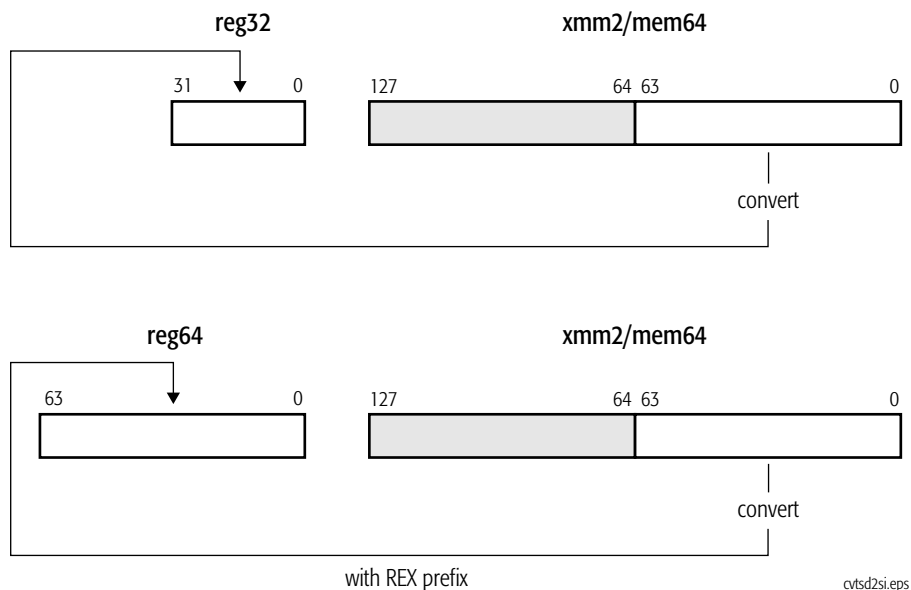 reg32 xmm2/mem64
31 0 127 64 63 0
convert
reg64 xmm2/mem64
63 0 127 64 63 0
convert
with REX prefix
cvtsd2si.eps